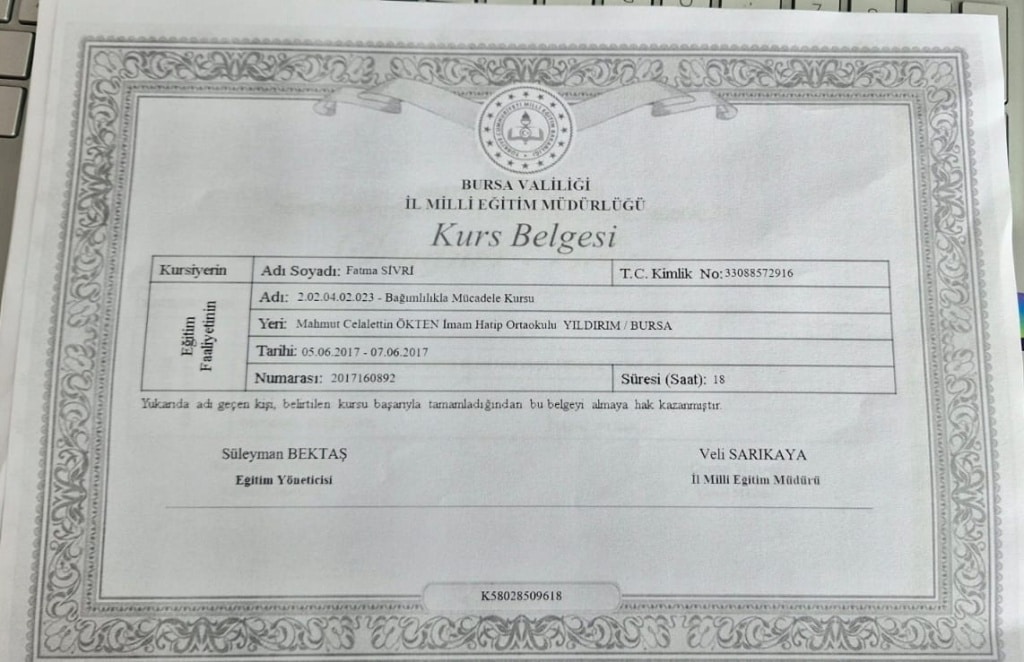 BURSA VALİLİĞİ
İL MİLLİ EĞİTİM MÜDÜRLÜĞÜ
Kurs Belgesi
Kursiyerin Adı Soyadı: Fatma SİVRİ T.C. Kimlik No: 33088572916
Eğitim Faaliyetinin
Adı: 2.02.04.02.023 - Bağımlılıkla Mücadele Kursu
Yeri: Mahmut Celalettin ÖKTEN İmam Hatip Ortaokulu YILDIRIM / BURSA
Tarihi: 05.06.2017 - 07.06.2017
Numarası: 2017160892 Süresi (Saat): 18
Yukarıda adı geçen kişi, belirtilen kursu başarıyla tamamladığından bu belgeyi almaya hak kazanmıştır.
Süleyman BEKTAŞ Veli SARIKAYA
Eğitim Yöneticisi İl Milli Eğitim Müdürü
K58028509618